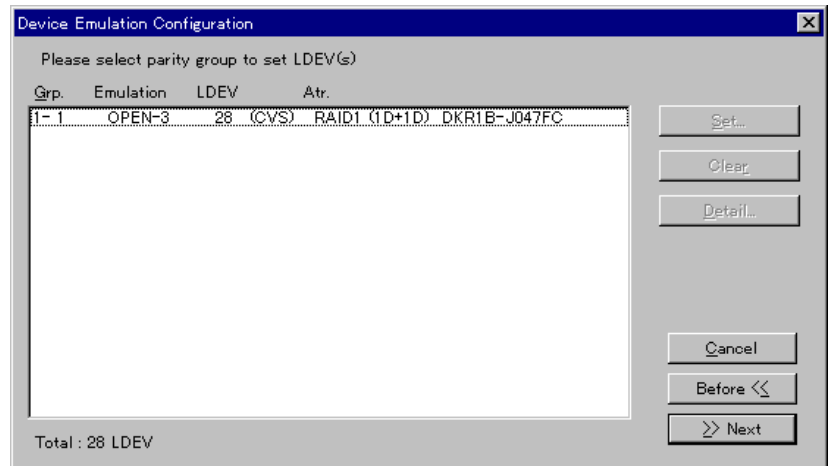 Device Emulation Configuration
Please select parity group to set LDEV(s)
Grp. Emulation LDEV Atr.
1- 1 OPEN-3 28 (CVS) RAID1 (1D+1D) DKR1B-J047FC
Set...
Clear
Detail...
Cancel
Before <<
>> Next
Total : 28 LDEV